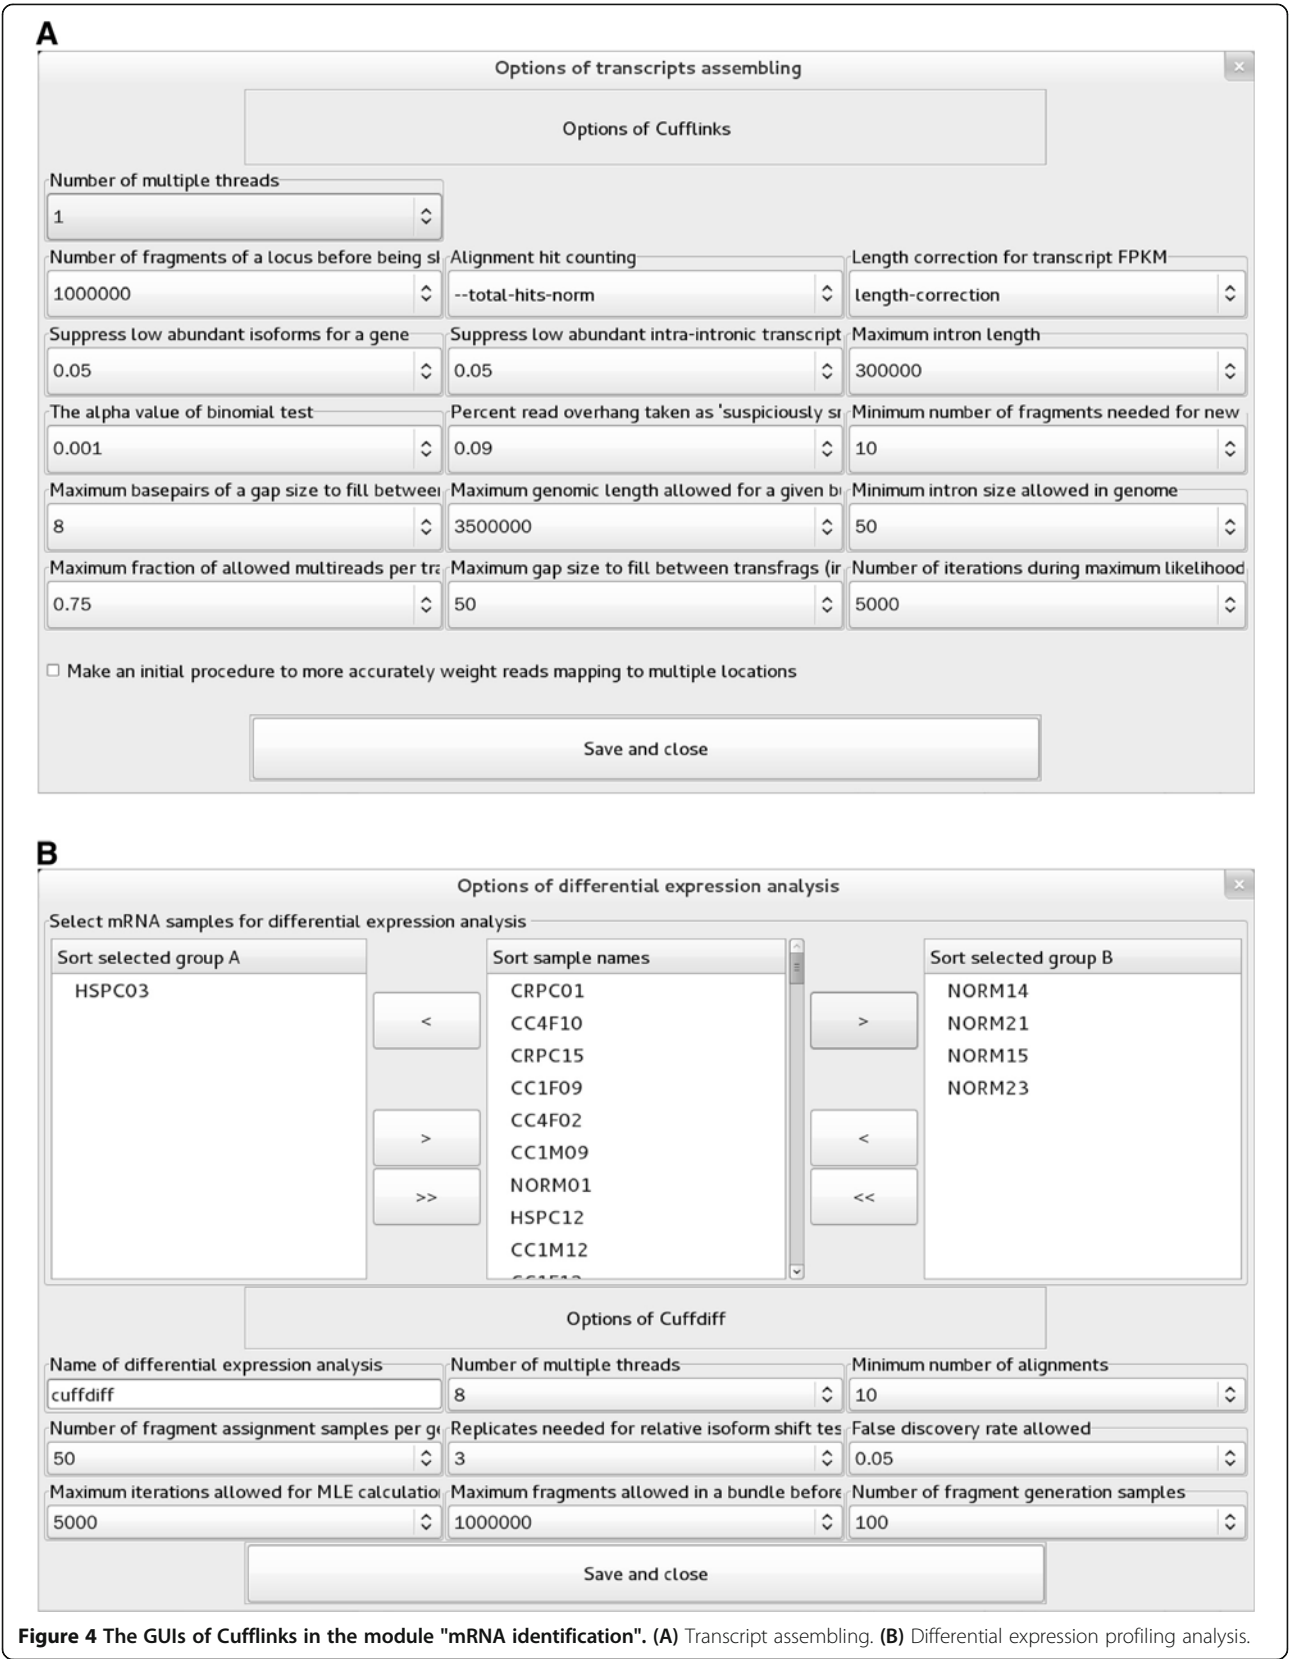 A
Options of transcripts assembling
Options of Cufflinks
Number of multiple threads
1
Number of fragments of a locus before being sk Alignment hit counting Length correction for transcript FPKM
1000000 --total-hits-norm length-correction
Suppress low abundant isoforms for a gene Suppress low abundant intra-intronic transcript Maximum intron length
0.05 0.05 300000
The alpha value of binomial test Percent read overhang taken as 'suspiciously sm Minimum number of fragments needed for new
0.001 0.09 10
Maximum basepairs of a gap size to fill between Maximum genomic length allowed for a given bu Minimum intron size allowed in genome
8 3500000 50
Maximum fraction of allowed multireads per tra Maximum gap size to fill between transfrags (in Number of iterations during maximum likelihood
0.75 50 5000
Make an initial procedure to more accurately weight reads mapping to multiple locations
Save and close
B
Options of differential expression analysis
Select mRNA samples for differential expression analysis
Sort selected group A Sort sample names Sort selected group B
HSPC03 CRPC01 NORM14
< CC4F10 > NORM21
CRPC15 NORM15
CC1F09 NORM23
CC4F02
> CC1M09 <
>> NORM01 <<
HSPC12
CC1M12
CC1F12
Options of Cuffdiff
Name of differential expression analysis Number of multiple threads Minimum number of alignments
cuffdiff 8 10
Number of fragment assignment samples per ge Replicates needed for relative isoform shift tes False discovery rate allowed
50 3 0.05
Maximum iterations allowed for MLE calculation Maximum fragments allowed in a bundle before Number of fragment generation samples
5000 1000000 100
Save and close
Figure 4 The GUIs of Cufflinks in the module "mRNA identification". (A) Transcript assembling. (B) Differential expression profiling analysis.